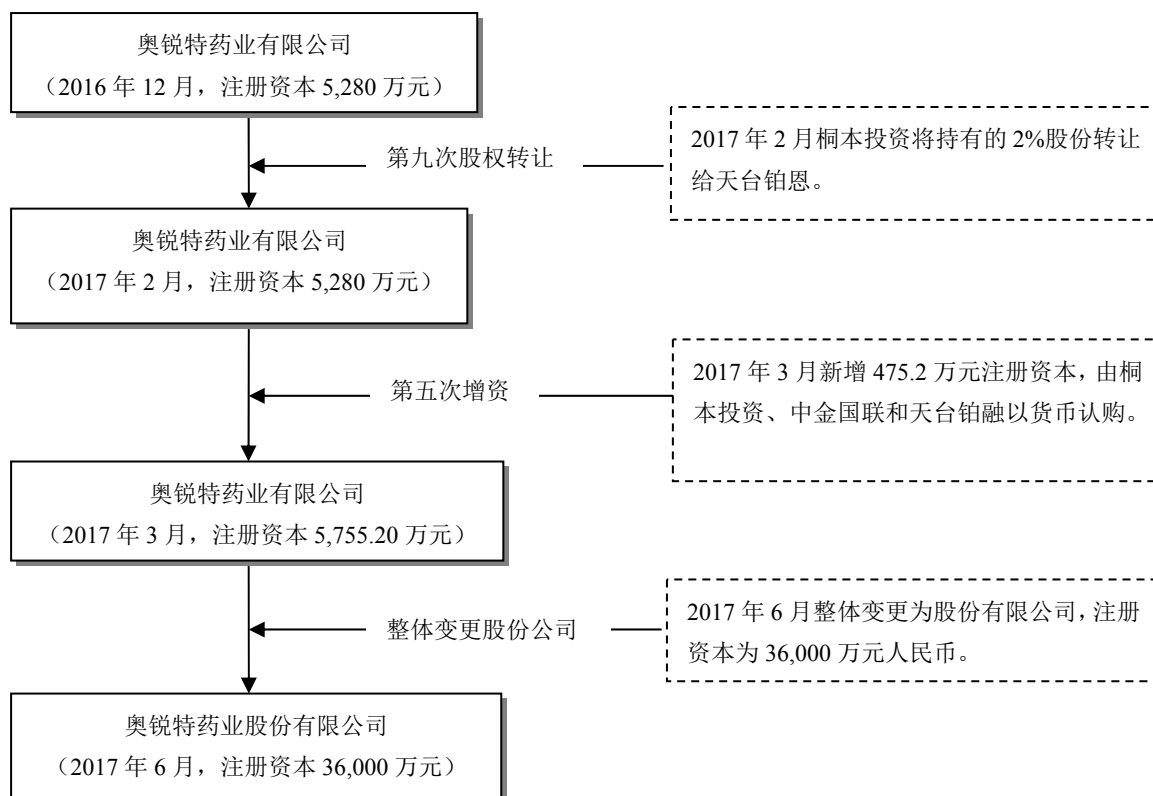 奥锐特药业有限公司
（2016 年 12 月，注册资本 5,280 万元）
第九次股权转让
2017 年 2 月桐本投资将持有的 2%股份转让
给天台铂恩。
奥锐特药业有限公司
（2017 年 2 月，注册资本 5,280 万元）
第五次增资
2017 年 3 月新增 475.2 万元注册资本，由桐
本投资、中金国联和天台铂融以货币认购。
奥锐特药业有限公司
（2017 年 3 月，注册资本 5,755.20 万元）
整体变更股份公司
2017 年 6 月整体变更为股份有限公司，注册
资本为 36,000 万元人民币。
奥锐特药业股份有限公司
（2017 年 6 月，注册资本 36,000 万元）